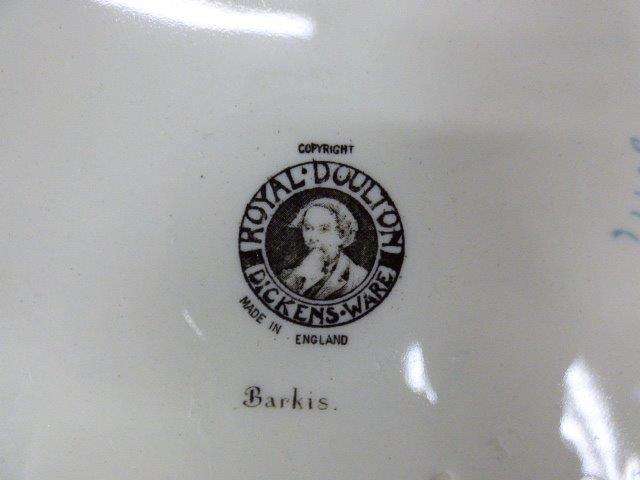 COPYRIGHT
ROYAL·DOULTON
DICKENS·WARE
MADE IN ENGLAND
Barkis.